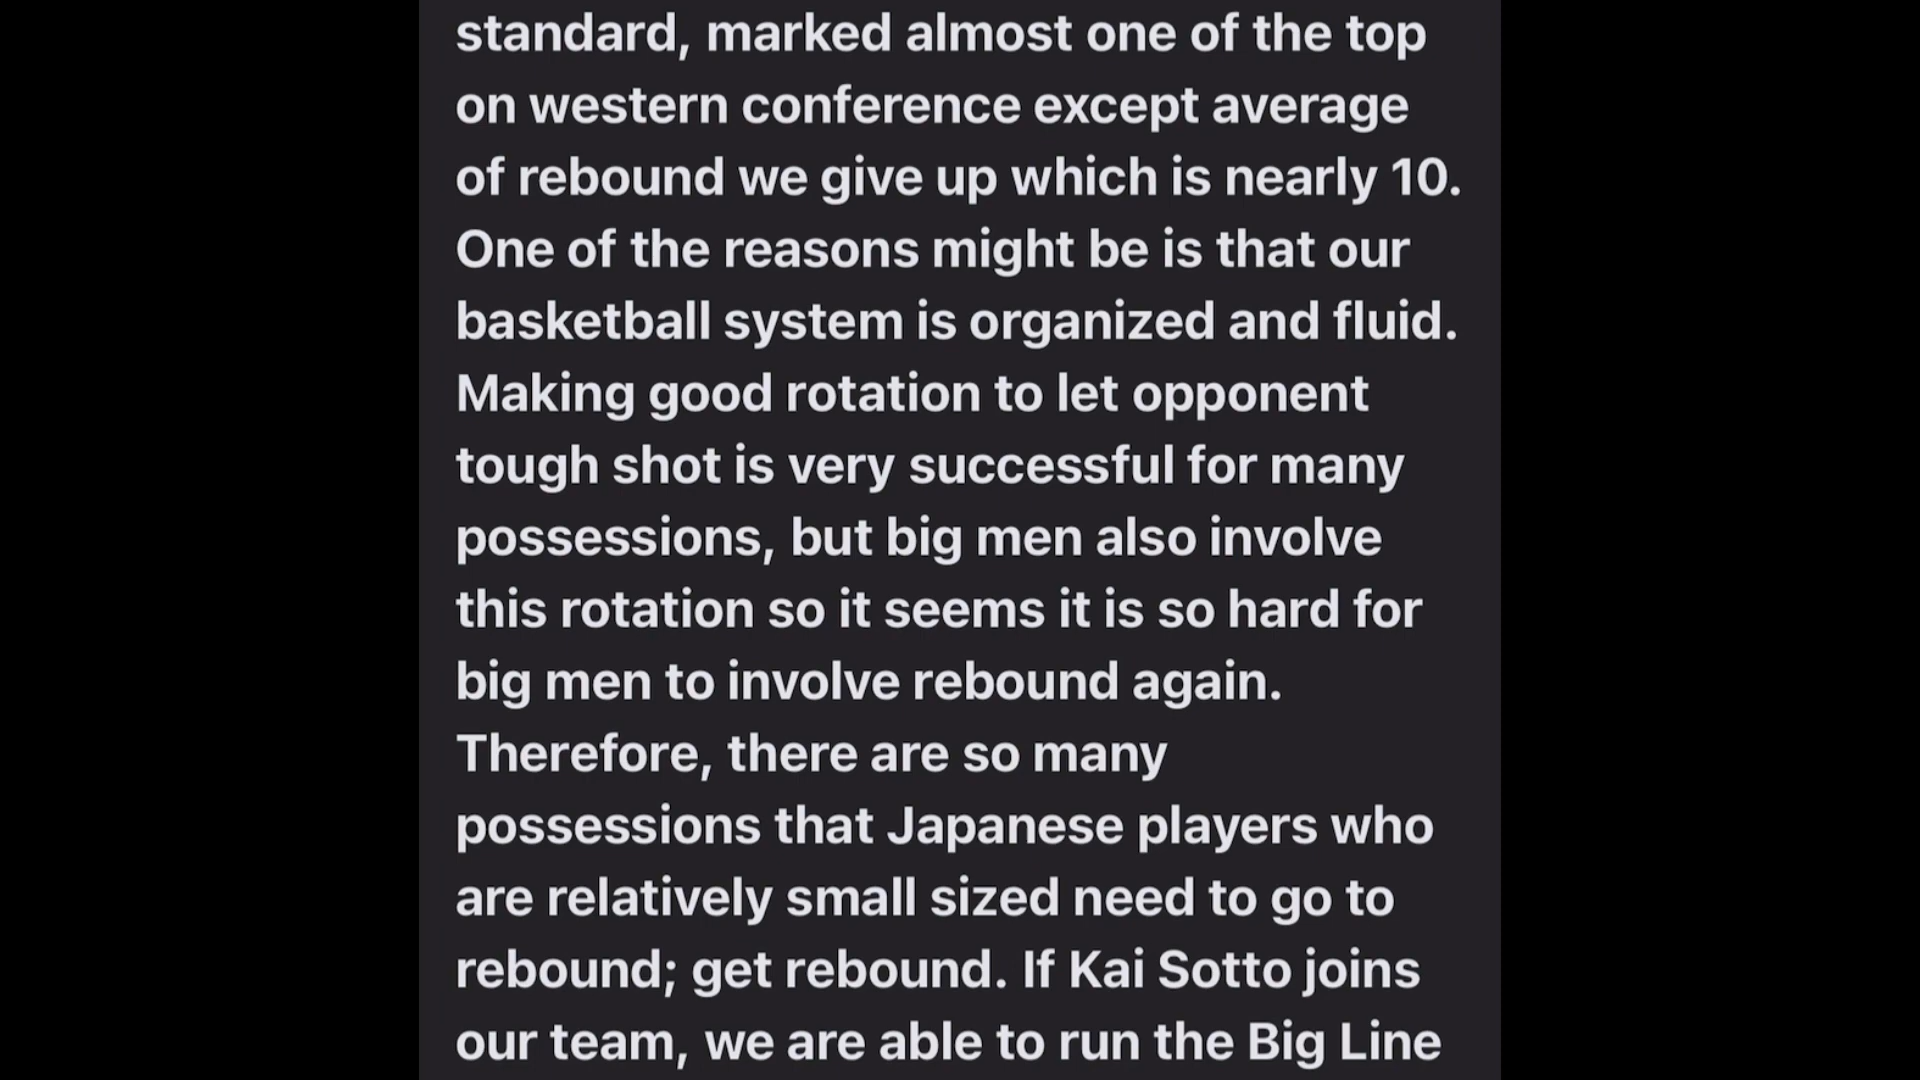 standard, marked almost one of the top
on western conference except average
of rebound we give up which is nearly 10.
One of the reasons might be is that our
basketball system is organized and fluid.
Making good rotation to let opponent
tough shot is very successful for many
possessions, but big men also involve
this rotation so it seems it is so hard for
big men to involve rebound again.
Therefore, there are so many
possessions that Japanese players who
are relatively small sized need to go to
rebound; get rebound. If Kai Sotto joins
our team, we are able to run the Big Line